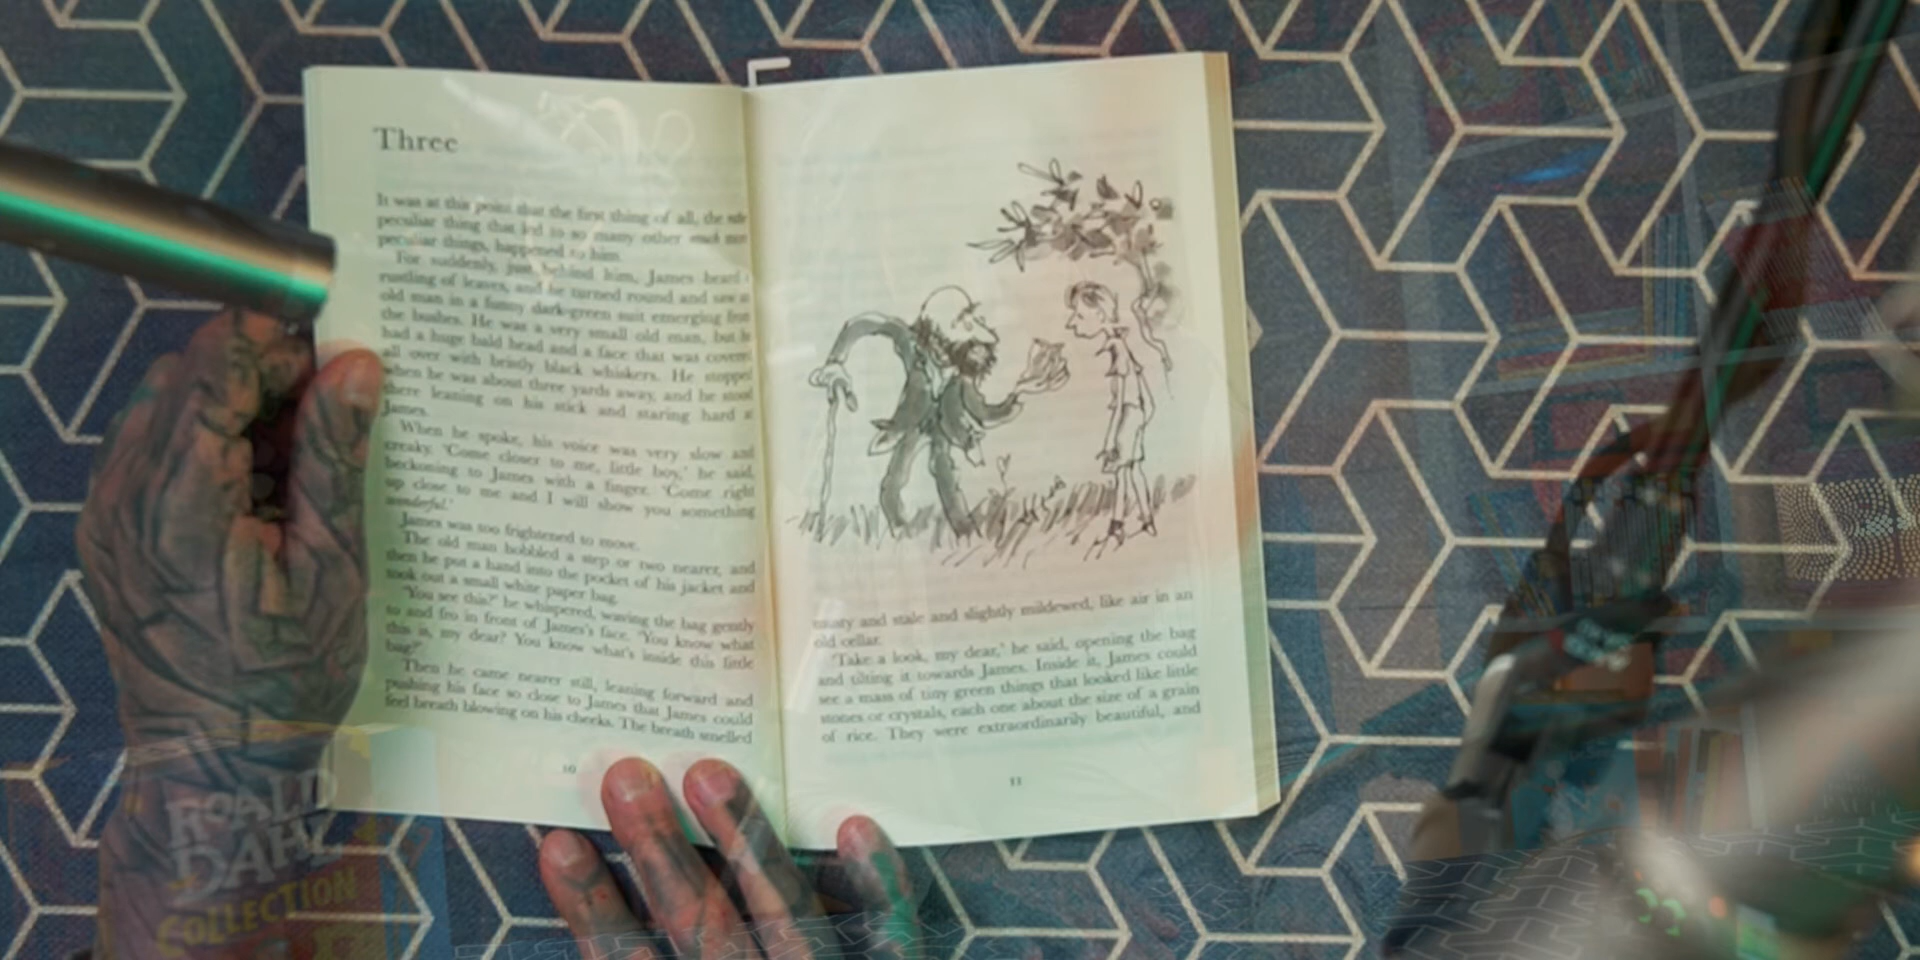 Three
It was at this point that the first thing of all, the
peculiar thing that led to so many other much
peculiar things, happened to him.
For suddenly, just behind him, James heard
rustling of leaves, and he turned round and saw
old man in a funny dark-green suit emerging
the bushes. He was a very small old man, but
had a huge bald head and a face that was
all over with bristly black whiskers. He stopped
when he was about three yards away, and he stood
there leaning on his stick and staring hard
James.
When he spoke, his voice was very slow and
creaky. 'Come closer to me, little boy,' he said,
beckoning to James with a finger. 'Come right
up close to me and I will show you something
wonderful.'
James was too frightened to move.
The old man hobbled a step or two nearer, and
then he put a hand into the pocket of his jacket and
took out a small white paper bag.
'You see this?' he whispered, waving the bag gently
to and fro in front of James's face. 'You know what
this is, my dear? You know what's inside this little
bag?'
Then he came nearer still, leaning forward and
pushing his face so close to James that James could
feel breath blowing on his cheeks. The breath smelled
10
musty and stale and slightly mildewed, like air in an
old cellar.
'Take a look, my dear,' he said, opening the bag
and tilting it towards James. Inside it, James could
see a mass of tiny green things that looked like little
stones or crystals, each one about the size of a grain
of rice. They were extraordinarily beautiful, and
11
ROALD
DAHL
COLLECTION